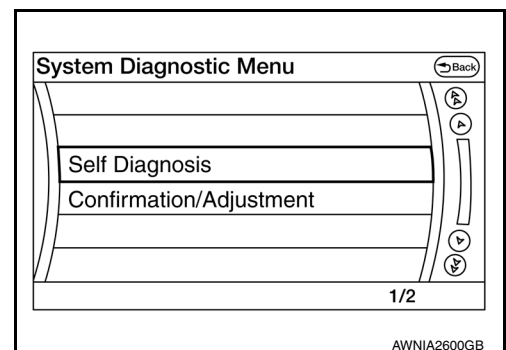 System Diagnostic Menu
Back
Self Diagnosis
Confirmation/Adjustment
1/2
AWNIA2600GB